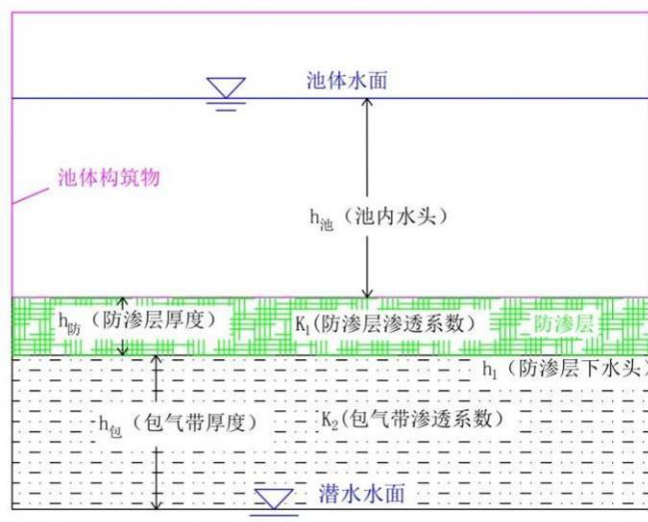 池体水面
池体构筑物
h池（池内水头）
h防（防渗层厚度）
K1(防渗层渗透系数）
防渗层
h1（防渗层下水头）
h包（包气带厚度）
K2(包气带渗透系数）
潜水水面